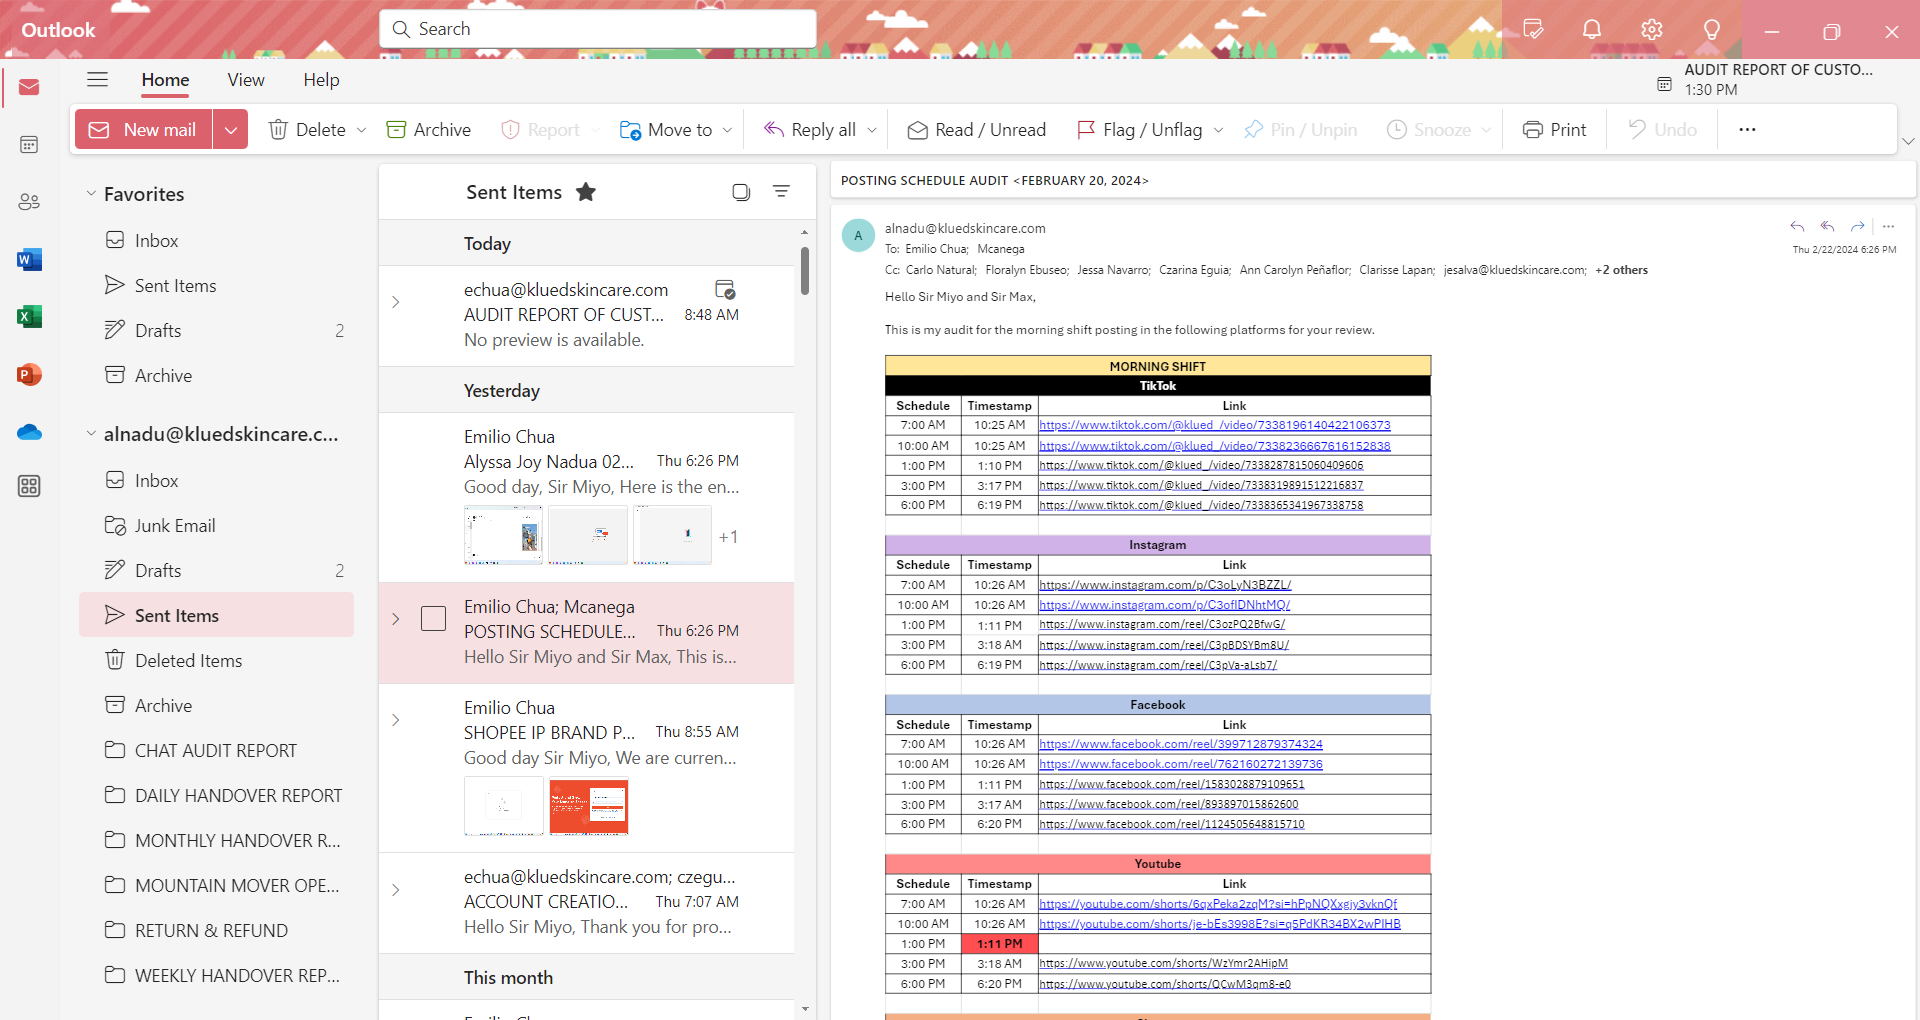 Outlook
Search
Home View Help
AUDIT REPORT OF CUSTO...
1:30 PM
New mail Delete Archive Report Move to Reply all Read / Unread Flag / Unflag Pin / Unpin Snooze Print Undo ...
Favorites
Inbox
Sent Items
Drafts 2
Archive
alnadu@kluedskincare.c...
Inbox
Junk Email
Drafts 2
Sent Items
Deleted Items
Archive
CHAT AUDIT REPORT
DAILY HANDOVER REPORT
MONTHLY HANDOVER R...
MOUNTAIN MOVER OPE...
RETURN & REFUND
WEEKLY HANDOVER REP...
Sent Items
Today
echua@kluedskincare.com
AUDIT REPORT OF CUST... 8:48 AM
No preview is available.
Yesterday
Emilio Chua
Alyssa Joy Nadua 02... Thu 6:26 PM
Good day, Sir Miyo, Here is the en...
+1
Emilio Chua; Mcanega
POSTING SCHEDULE... Thu 6:26 PM
Hello Sir Miyo and Sir Max, This is...
Emilio Chua
SHOPEE IP BRAND P... Thu 8:55 AM
Good day Sir Miyo, We are curren...
echua@kluedskincare.com; czegu...
ACCOUNT CREATIO... Thu 7:07 AM
Hello Sir Miyo, Thank you for pro...
This month
POSTING SCHEDULE AUDIT <FEBRUARY 20, 2024>
A
alnadu@kluedskincare.com
To: Emilio Chua; Mcanega
Thu 2/22/2024 6:26 PM
Cc: Carlo Natural; Floralyn Ebuseo; Jessa Navarro; Czarina Eguia; Ann Carolyn Peñaflor; Clarisse Lapan; jesalva@kluedskincare.com; +2 others
Hello Sir Miyo and Sir Max,
This is my audit for the morning shift posting in the following platforms for your review.
MORNING SHIFT
TikTok
Schedule Timestamp Link
7:00 AM 10:25 AM https://www.tiktok.com/@klued_/video/7338196140422106373
10:00 AM 10:25 AM https://www.tiktok.com/@klued_/video/7338236667616152838
1:00 PM 1:10 PM https://www.tiktok.com/@klued_/video/7338287815060409606
3:00 PM 3:17 PM https://www.tiktok.com/@klued_/video/7338319891512216837
6:00 PM 6:19 PM https://www.tiktok.com/@klued_/video/7338365341967338758
Instagram
Schedule Timestamp Link
7:00 AM 10:26 AM https://www.instagram.com/p/C3oLyN3BZZL/
10:00 AM 10:26 AM https://www.instagram.com/p/C3oflDNhtMQ/
1:00 PM 1:11 PM https://www.instagram.com/reel/C3ozPQ2BfwG/
3:00 PM 3:18 AM https://www.instagram.com/reel/C3pBDSYBm8U/
6:00 PM 6:19 PM https://www.instagram.com/reel/C3pVa-aLsb7/
Facebook
Schedule Timestamp Link
7:00 AM 10:26 AM https://www.facebook.com/reel/399712879374324
10:00 AM 10:26 AM https://www.facebook.com/reel/762160272139736
1:00 PM 1:11 PM https://www.facebook.com/reel/1583028879109651
3:00 PM 3:17 AM https://www.facebook.com/reel/893897015862600
6:00 PM 6:20 PM https://www.facebook.com/reel/1124505648815710
Youtube
Schedule Timestamp Link
7:00 AM 10:26 AM https://youtube.com/shorts/6qxPeka2zqM?si=hPpNQXxgjy3vknQf
10:00 AM 10:26 AM https://youtube.com/shorts/je-bEs3998E?si=q5PdKR34BX2wPIHB
1:00 PM 1:11 PM
3:00 PM 3:18 AM https://www.youtube.com/shorts/WzYmr2AHipM
6:00 PM 6:20 PM https://www.youtube.com/shorts/QCwM3qm8-e0